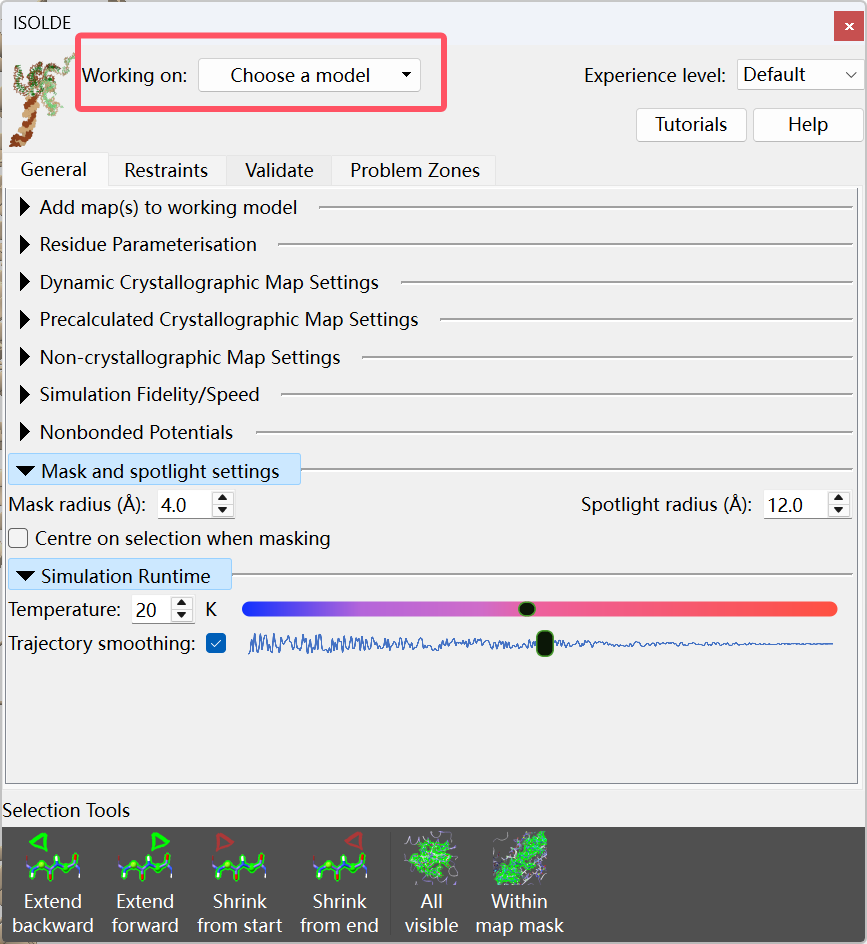 ISOLDE
Working on: Choose a model
Experience level: Default
Tutorials Help
General Restraints Validate Problem Zones
Add map(s) to working model
Residue Parameterisation
Dynamic Crystallographic Map Settings
Precalculated Crystallographic Map Settings
Non-crystallographic Map Settings
Simulation Fidelity/Speed
Nonbonded Potentials
Mask and spotlight settings
Mask radius (Å): 4.0 Spotlight radius (Å): 12.0
Centre on selection when masking
Simulation Runtime
Temperature: 20 K
Trajectory smoothing:
Selection Tools
Extend backward
Extend forward
Shrink from start
Shrink from end
All visible
Within map mask